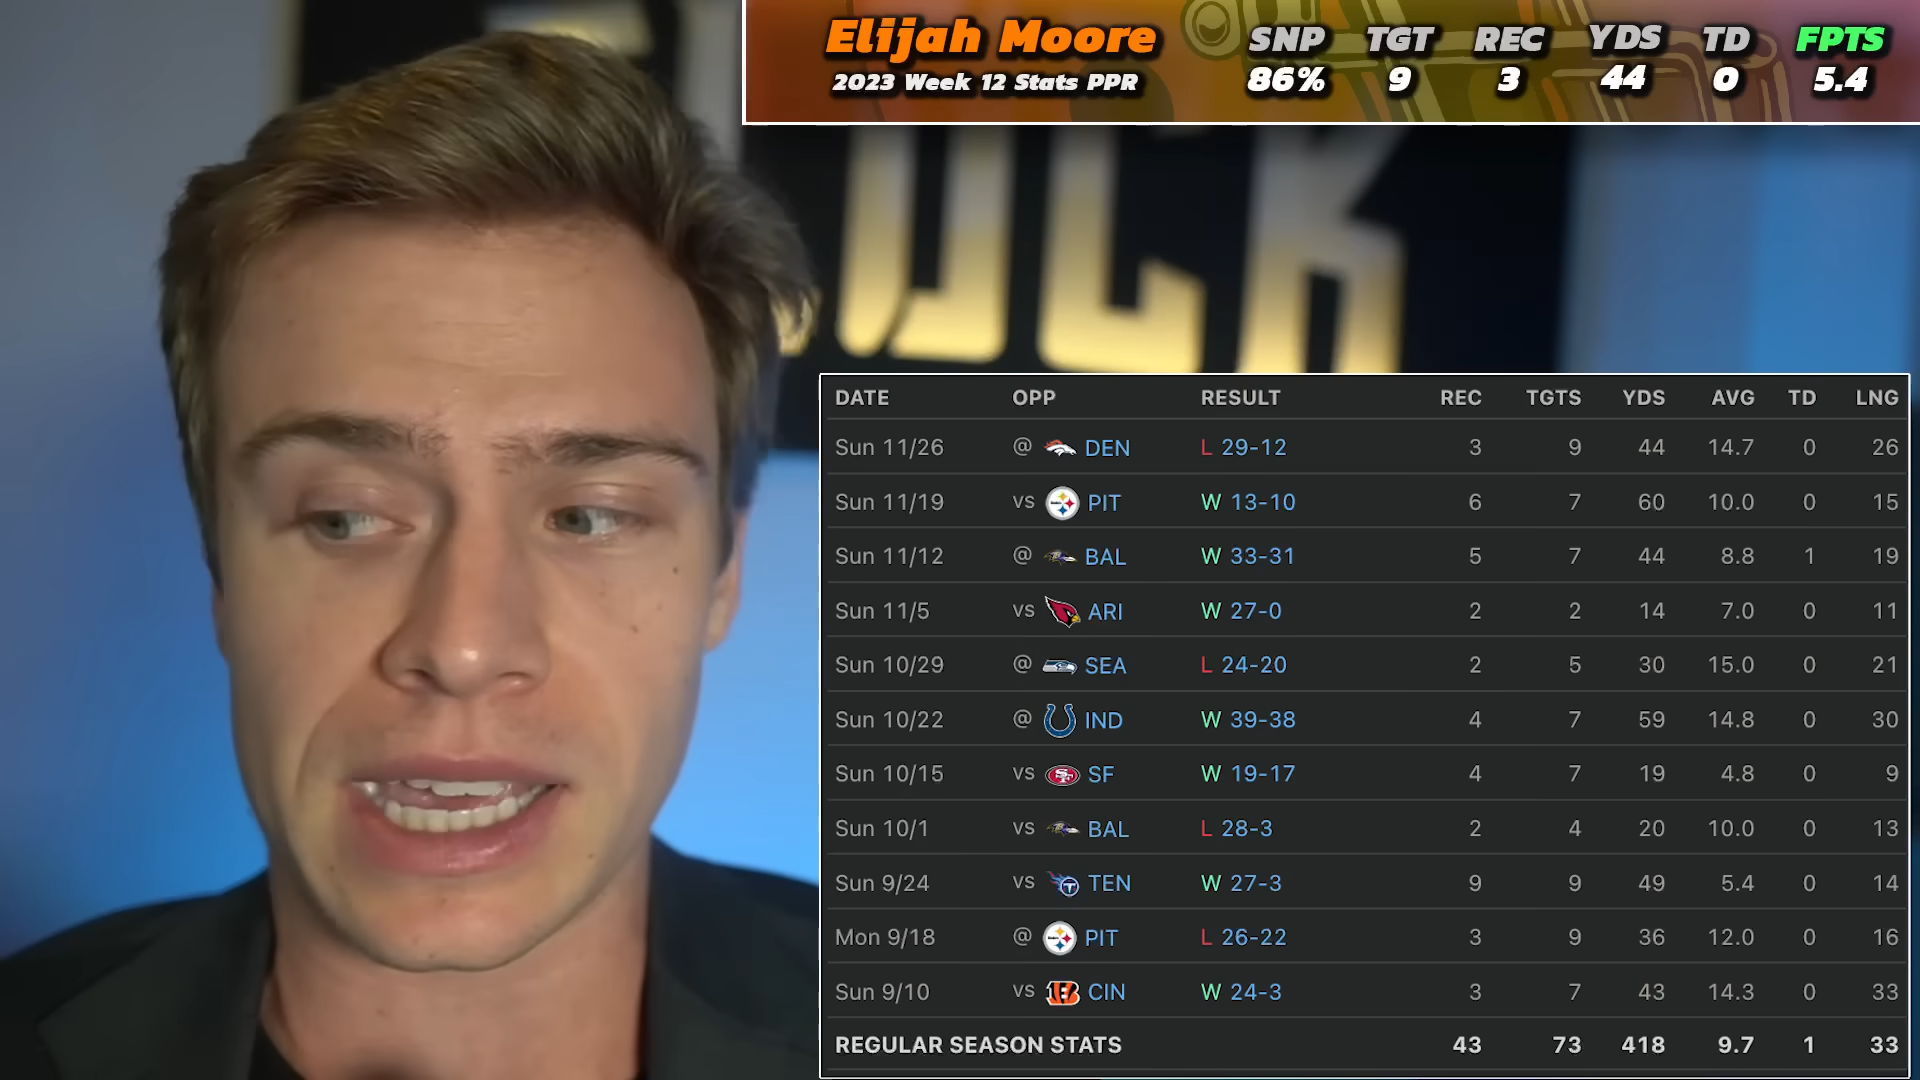 Elijah Moore
2023 Week 12 Stats PPR
SNP TGT REC YDS TD FPTS
86% 9 3 44 0 5.4
DATE OPP RESULT REC TGTS YDS AVG TD LNG
Sun 11/26 @ DEN L 29-12 3 9 44 14.7 0 26
Sun 11/19 vs PIT W 13-10 6 7 60 10.0 0 15
Sun 11/12 @ BAL W 33-31 5 7 44 8.8 1 19
Sun 11/5 vs ARI W 27-0 2 2 14 7.0 0 11
Sun 10/29 @ SEA L 24-20 2 5 30 15.0 0 21
Sun 10/22 @ IND W 39-38 4 7 59 14.8 0 30
Sun 10/15 vs SF W 19-17 4 7 19 4.8 0 9
Sun 10/1 vs BAL L 28-3 2 4 20 10.0 0 13
Sun 9/24 vs TEN W 27-3 9 9 49 5.4 0 14
Mon 9/18 @ PIT L 26-22 3 9 36 12.0 0 16
Sun 9/10 vs CIN W 24-3 3 7 43 14.3 0 33
REGULAR SEASON STATS 43 73 418 9.7 1 33